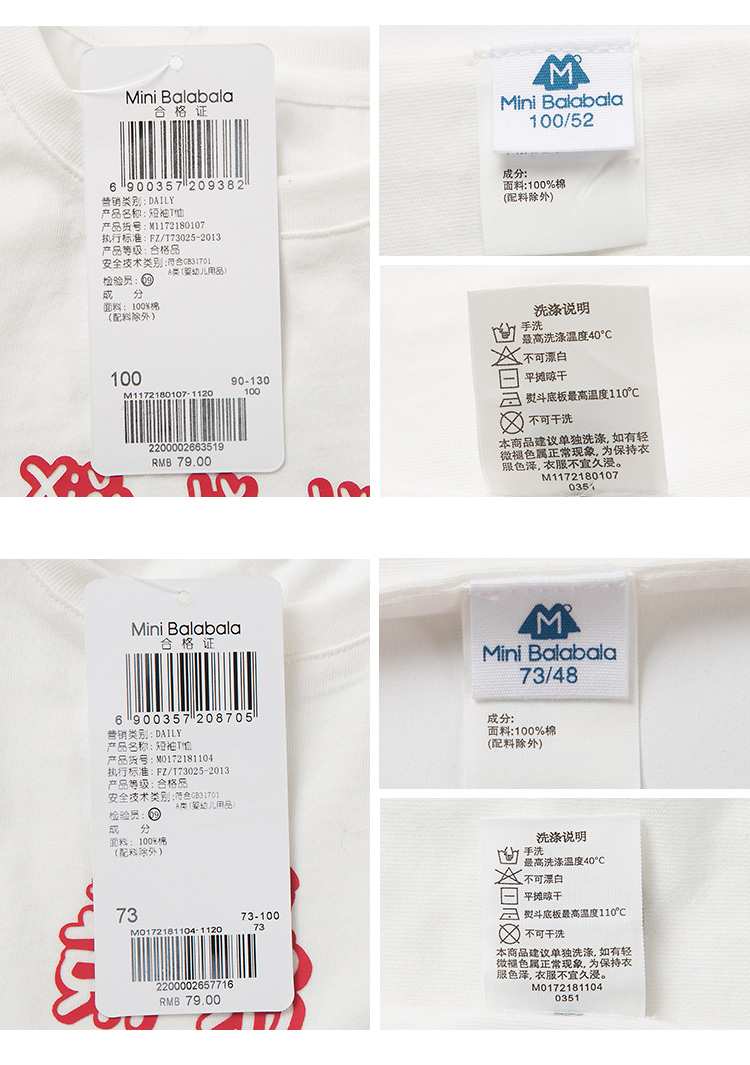 Mini Balabala
合格证
6 900357 209382
营销类别: DAILY
产品名称: 短袖T恤
产品货号: M1172180107
执行标准: FZ/T73025-2013
产品等级: 合格品
安全技术类别: 符合GB31701
A类(婴幼儿用品)
检验员: 09
成 分
面料: 100%棉
(配料除外)
100 90-130
M1172180107-1120 100
2200002663519
RMB 79.00
M
Mini Balabala
100/52
成分:
面料:100%棉
(配料除外)
洗涤说明
手洗
最高洗涤温度40℃
不可漂白
平摊晾干
熨斗底板最高温度110℃
不可干洗
本商品建议单独洗涤, 如有轻
微褪色属正常现象, 为保持衣
服色泽, 衣服不宜久浸。
M1172180107
0351
Mini Balabala
合格证
6 900357 208705
营销类别: DAILY
产品名称: 短袖T恤
产品货号: M0172181104
执行标准: FZ/T73025-2013
产品等级: 合格品
安全技术类别: 符合GB31701
A类(婴幼儿用品)
检验员: 09
成 分
面料: 100%棉
(配料除外)
73 73-100
M0172181104-1120 73
2200002657716
RMB 79.00
M
Mini Balabala
73/48
成分:
面料:100%棉
(配料除外)
洗涤说明
手洗
最高洗涤温度40℃
不可漂白
平摊晾干
熨斗底板最高温度110℃
不可干洗
本商品建议单独洗涤, 如有轻
微褪色属正常现象, 为保持衣
服色泽, 衣服不宜久浸。
M0172181104
0351